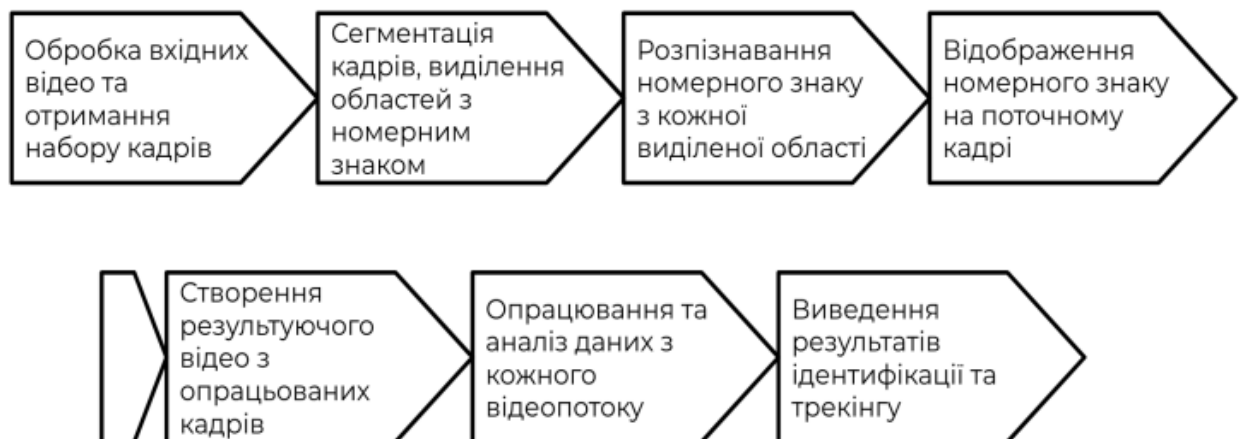 Обробка вхідних
відео та
отримання
набору кадрів
Сегментація
кадрів, виділення
областей з
номерним
знаком
Розпізнавання
номерного знаку
з кожної
виділеної області
Відображення
номерного знаку
на поточному
кадрі
Створення
результуючого
відео з
опрацьованих
кадрів
Опрацювання та
аналіз даних з
кожного
відеопотоку
Виведення
результатів
ідентифікації та
трекінгу